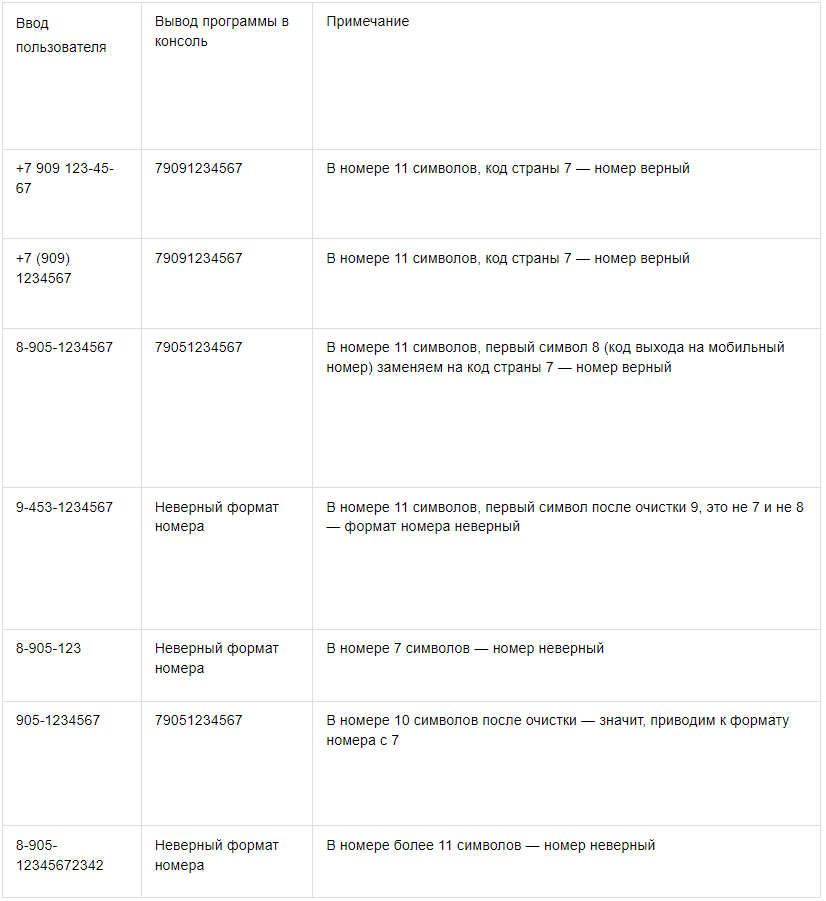 Ввод
пользователя
Вывод программы в
консоль
Примечание
+7 909 123-45-
67
79091234567
В номере 11 символов, код страны 7 — номер верный
+7 (909)
1234567
79091234567
В номере 11 символов, код страны 7 — номер верный
8-905-1234567
79051234567
В номере 11 символов, первый символ 8 (код выхода на мобильный
номер) заменяем на код страны 7 — номер верный
9-453-1234567
Неверный формат
номера
В номере 11 символов, первый символ после очистки 9, это не 7 и не 8
— формат номера неверный
8-905-123
Неверный формат
номера
В номере 7 символов — номер неверный
905-1234567
79051234567
В номере 10 символов после очистки — значит, приводим к формату
номера с 7
8-905-
12345672342
Неверный формат
номера
В номере более 11 символов — номер неверный